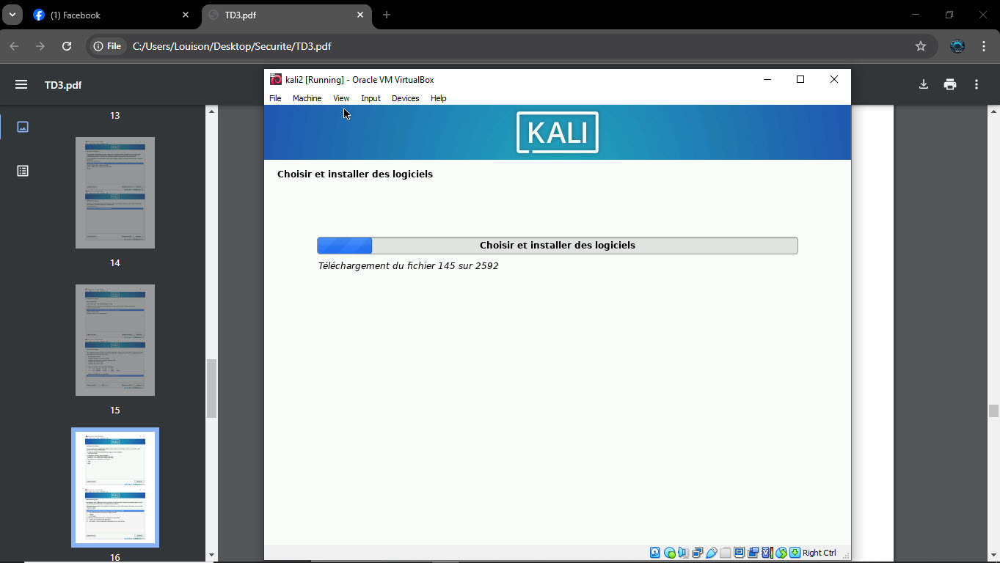 (1) Facebook
TD3.pdf
File
C:/Users/Louison/Desktop/Securite/TD3.pdf
TD3.pdf
13
14
15
16
kali2 [Running] - Oracle VM VirtualBox
File Machine View Input Devices Help
KALI
Choisir et installer des logiciels
Choisir et installer des logiciels
Téléchargement du fichier 145 sur 2592
Right Ctrl